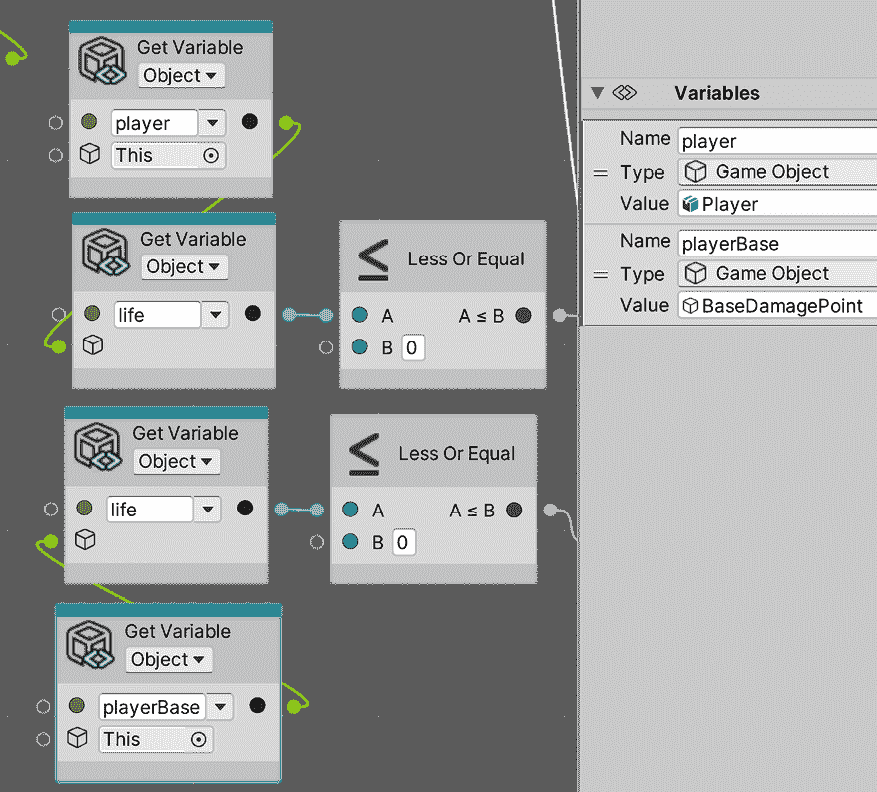 Get Variable
Object
player
This
Get Variable
Object
life
Less Or Equal
A A ≤ B
B 0
Get Variable
Object
life
Less Or Equal
A A ≤ B
B 0
Get Variable
Object
playerBase
This
Variables
Name player
Type Game Object
Value Player
Name playerBase
Type Game Object
Value BaseDamagePoint